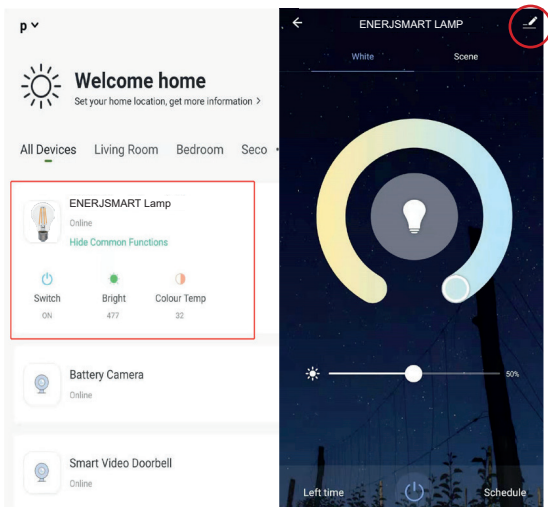 p
Welcome home
Set your home location, get more information >
All Devices Living Room Bedroom Seco
ENERJSMART Lamp
Online
Hide Common Functions
Switch Bright Colour Temp
ON 477 32
Battery Camera
Online
Smart Video Doorbell
Online
ENERJSMART LAMP
White Scene
50%
Left time Schedule